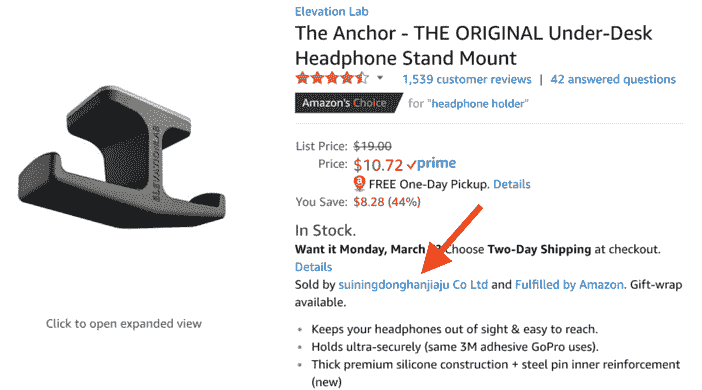 Elevation Lab
The Anchor - THE ORIGINAL Under-Desk
Headphone Stand Mount
1,539 customer reviews | 42 answered questions
Amazon's Choice for "headphone holder"
List Price: $19.00
Price: $10.72 prime
FREE One-Day Pickup. Details
You Save: $8.28 (44%)
In Stock.
Want it Monday, March Choose Two-Day Shipping at checkout.
Details
Sold by suiningdonghanjiaju Co Ltd and Fulfilled by Amazon. Gift-wrap
available.
ELEVATIONLAB
Click to open expanded view
• Keeps your headphones out of sight & easy to reach.
• Holds ultra-securely (same 3M adhesive GoPro uses).
• Thick premium silicone construction + steel pin inner reinforcement
(new)